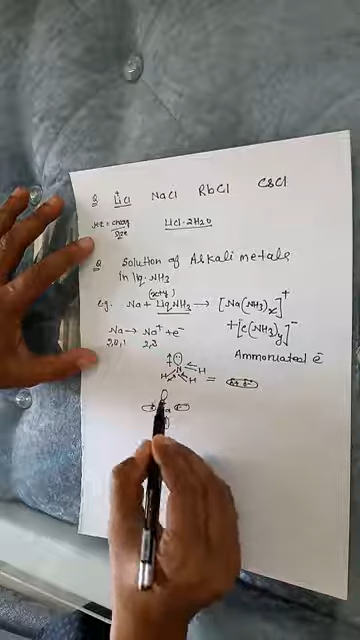 Q LiCl NaCl RbCl CsCl
+
charge
size
LiCl·2H2O
Q Solution of Alkali metals
in liq. NH3
(x+y)
Eg: Na + Liq NH3 → [Na(NH3)x]+
+ [e(NH3)y]-
Na → Na+ + e-
2,8,1 2,8
Ammoniated e
N
H H H
=